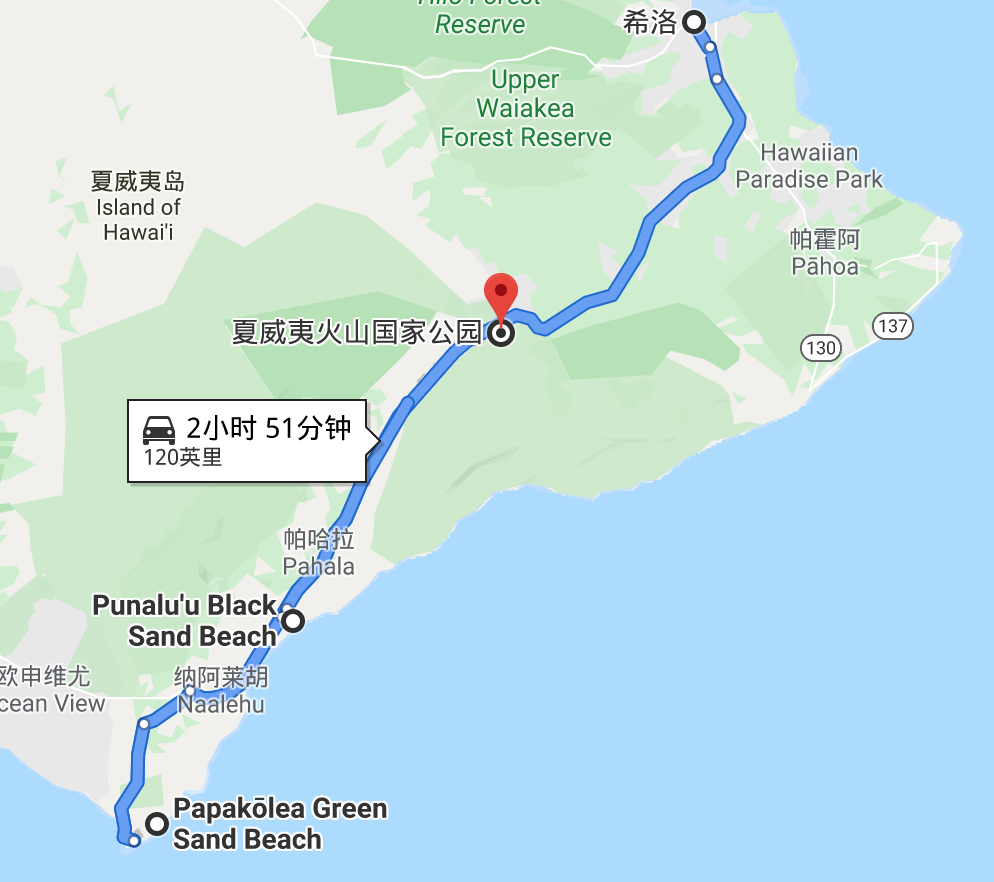 Hilo Forest
Reserve
希洛
Upper
Waiakea
Forest Reserve
Hawaiian
Paradise Park
夏威夷岛
Island of
Hawai'i
帕霍阿
Pāhoa
137
130
夏威夷火山国家公园
2小时 51分钟
120英里
帕哈拉
Pahala
Punalu'u Black
Sand Beach
欧申维尤
cean View
纳阿莱胡
Naalehu
Papakōlea Green
Sand Beach